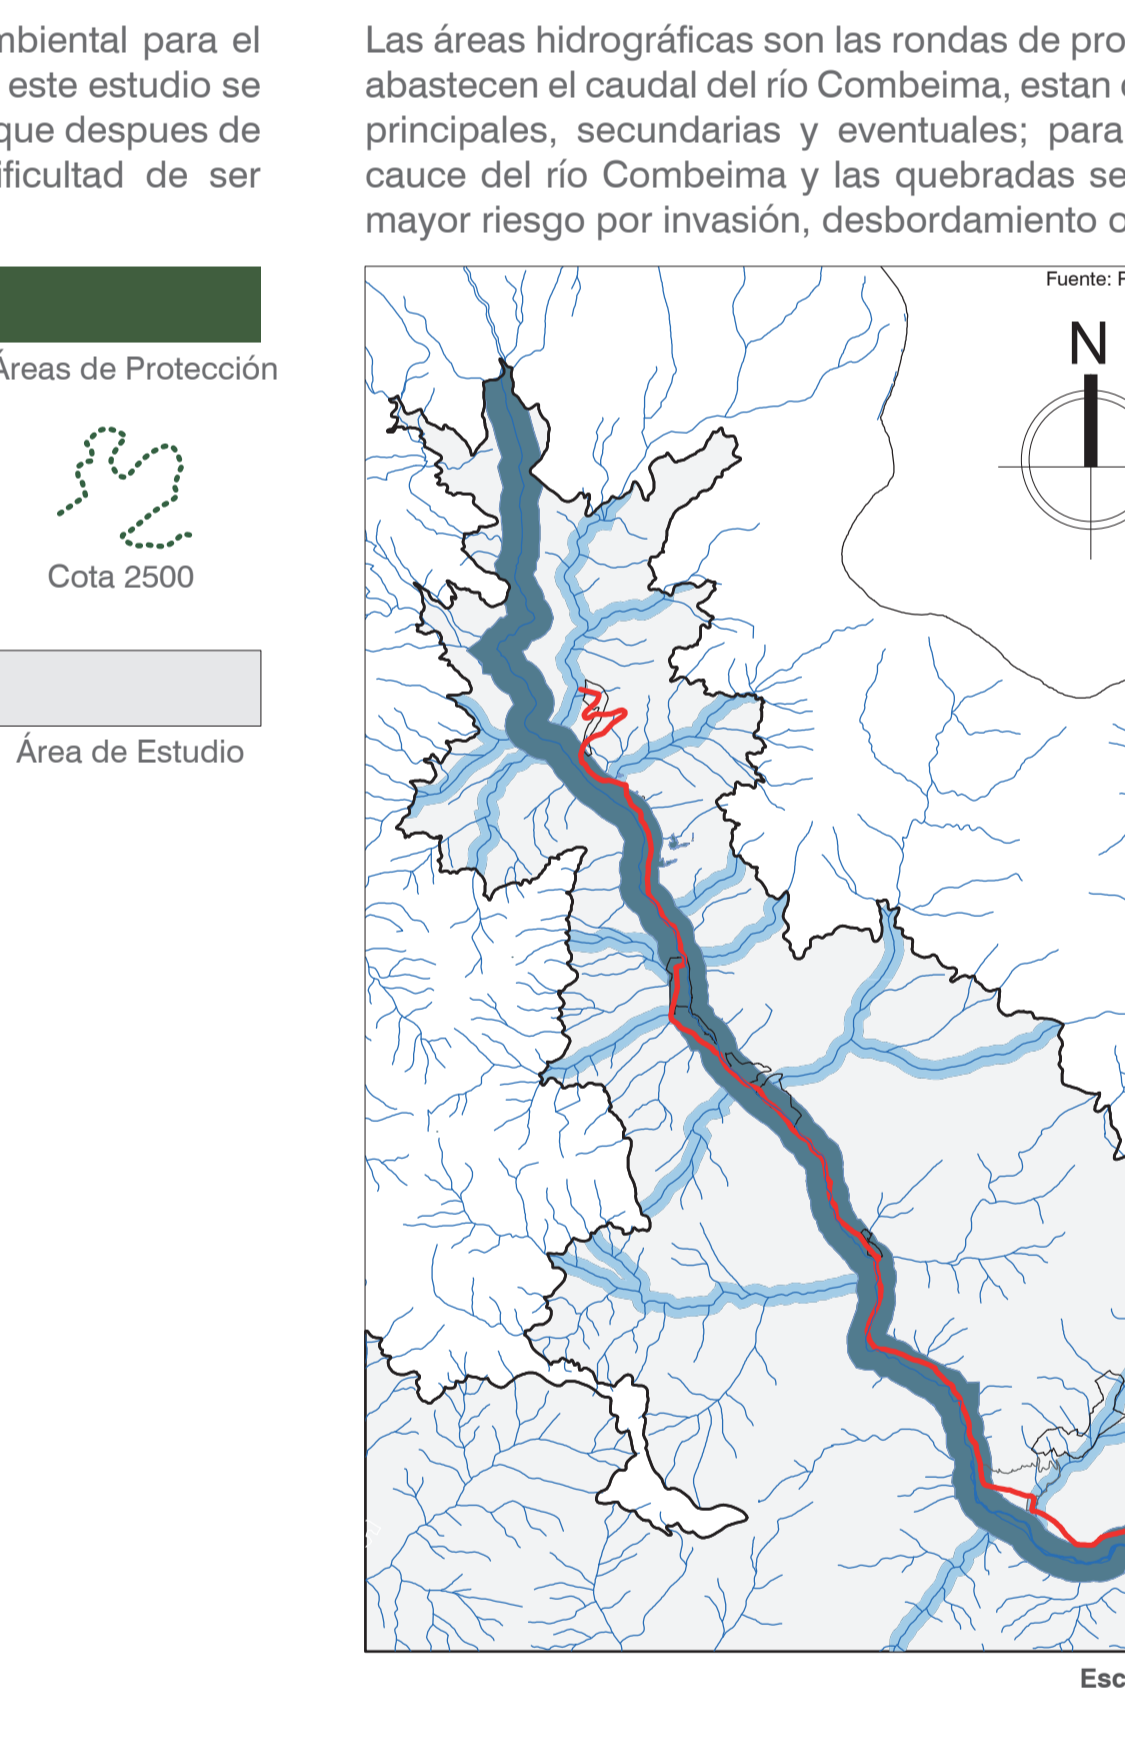 mbiental para el
este estudio se
que despues de
ificultad de ser
Áreas de Protección
Cota 2500
Área de Estudio
Las áreas hidrográficas son las rondas de pro
abastecen el caudal del río Combeima, estan
principales, secundarias y eventuales; para
cauce del río Combeima y las quebradas se
mayor riesgo por invasión, desbordamiento o
Fuente:
N
Esc